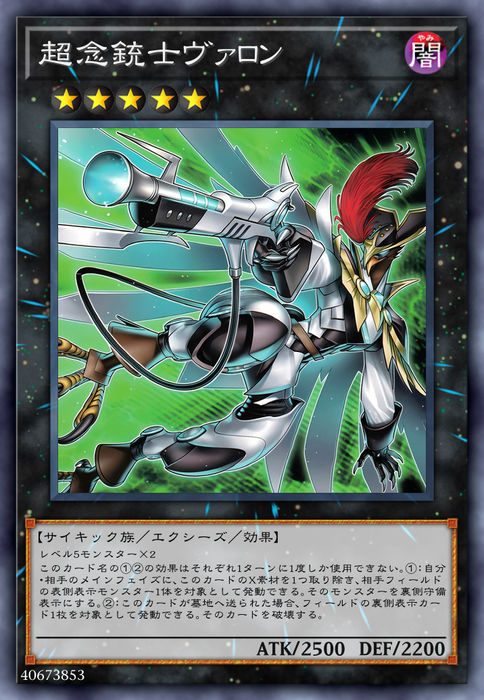 超念銃士ヴァロン
やみ
闇
【サイキック族／エクシーズ／効果】
レベル5モンスター×2
このカード名の①②の効果はそれぞれ1ターンに1度しか使用できない。①：自分
・相手のメインフェイズに、このカードのX素材を1つ取り除き、相手フィールド
の表側表示モンスター1体を対象として発動できる。そのモンスターを裏側守備
表示にする。②：このカードが墓地へ送られた場合、フィールドの裏側表示カー
ド1枚を対象として発動できる。そのカードを破壊する。
ATK/2500 DEF/2200
40673853